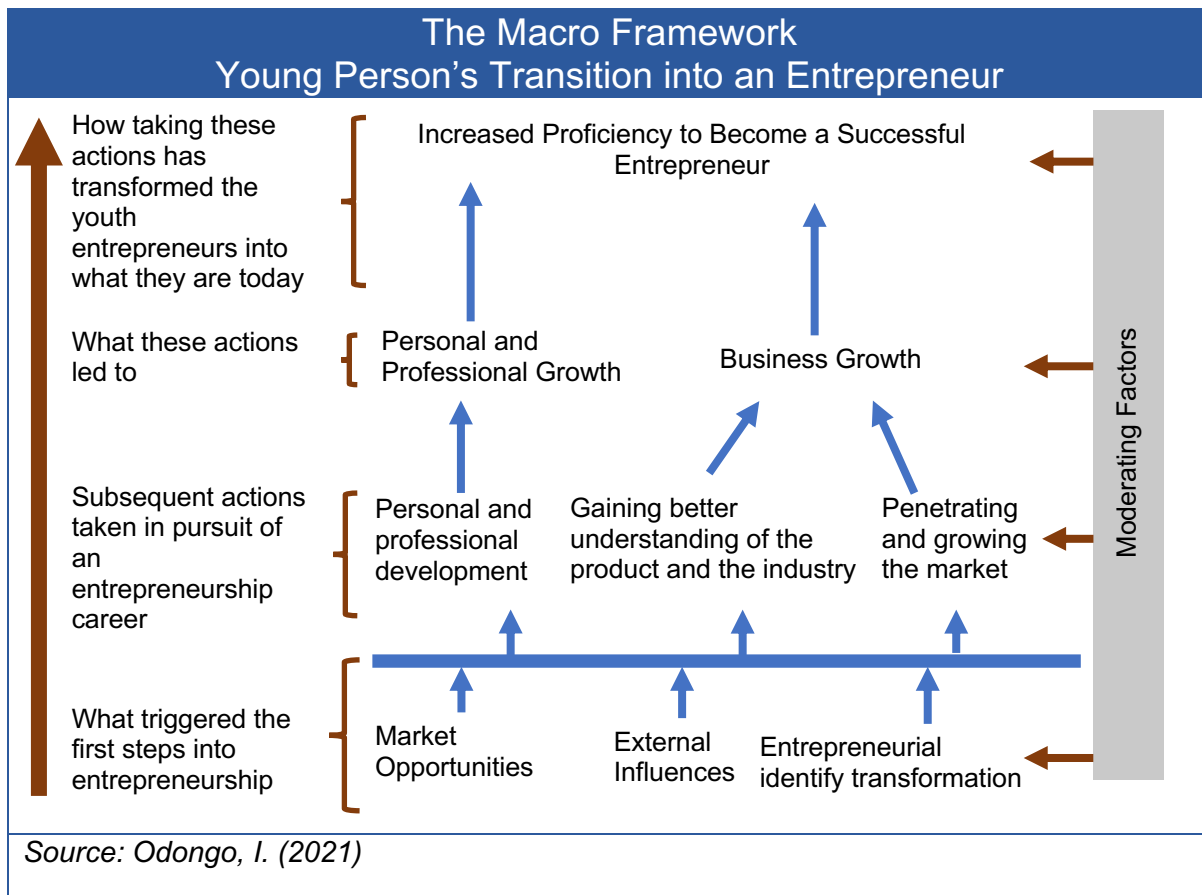 The Macro Framework
Young Person's Transition into an Entrepreneur
How taking these
actions has
transformed the
youth
entrepreneurs into
what they are today
Increased Proficiency to Become a Successful
Entrepreneur
What these actions
led to
Personal and
Professional Growth
Business Growth
Subsequent actions
taken in pursuit of
an
entrepreneurship
career
Personal and
professional
development
Gaining better
understanding of the
product and the industry
Penetrating
and growing
the market
What triggered the
first steps into
entrepreneurship
Market
Opportunities
External
Influences
Entrepreneurial
identify transformation
Moderating Factors
Source: Odongo, I. (2021)